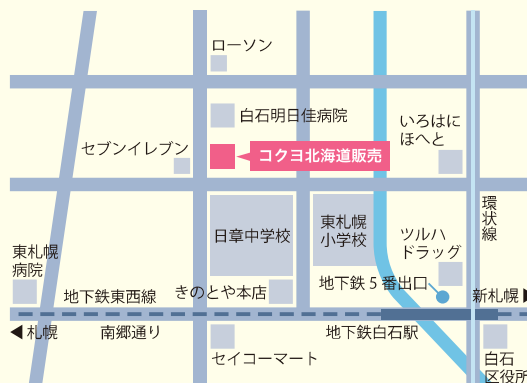 ローソン
白石明日佳病院
いろはに
ほへと
セブンイレブン
コクヨ北海道販売
環状線
日章中学校
東札幌
小学校
ツルハ
ドラッグ
東札幌
病院
地下鉄5番出口
地下鉄東西線
きのとや本店
新札幌▶
◀札幌
南郷通り
地下鉄白石駅
セイコーマート
白石
区役所